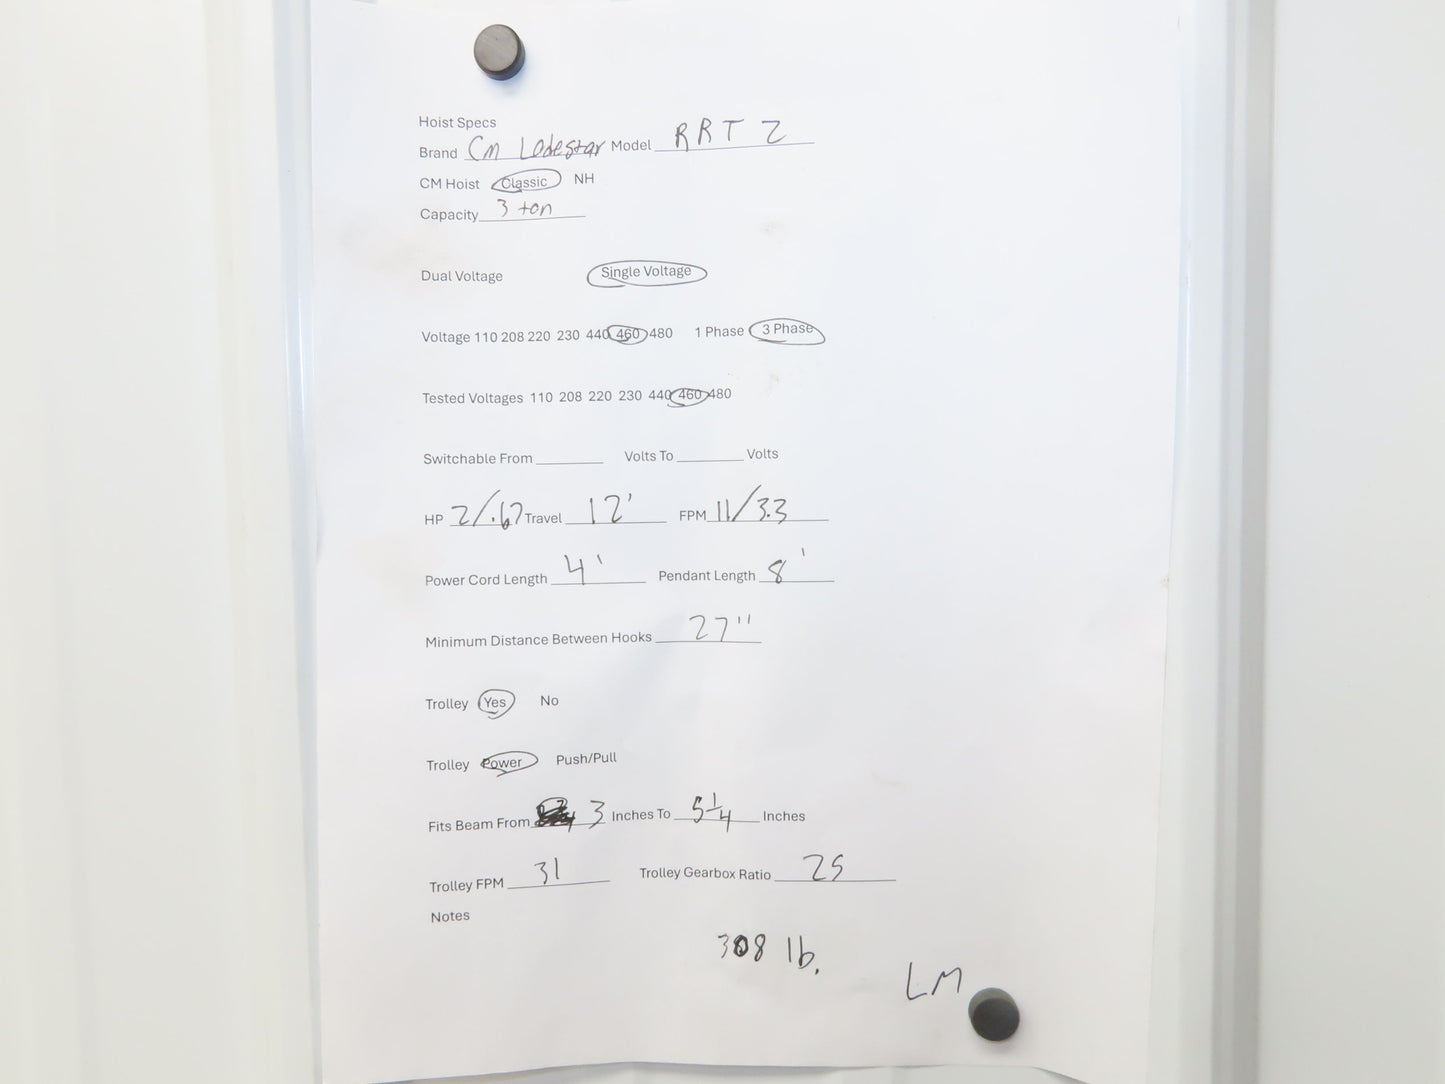 Hoist Specs
Brand CM Lodestar Model RRT 2
CM Hoist Classic NH
Capacity 3 ton
Dual Voltage Single Voltage
Voltage 110 208 220 230 440 460 480 1 Phase 3 Phase
Tested Voltages 110 208 220 230 440 460 480
Switchable From ________ Volts To ________ Volts
HP 2/.67 Travel 12' FPM 11/3.3
Power Cord Length 4' Pendant Length 8'
Minimum Distance Between Hooks 27"
Trolley Yes No
Trolley Power Push/Pull
Fits Beam From 3 Inches To 5 1/4 Inches
Trolley FPM 31 Trolley Gearbox Ratio 25
Notes
308 lb.
LM